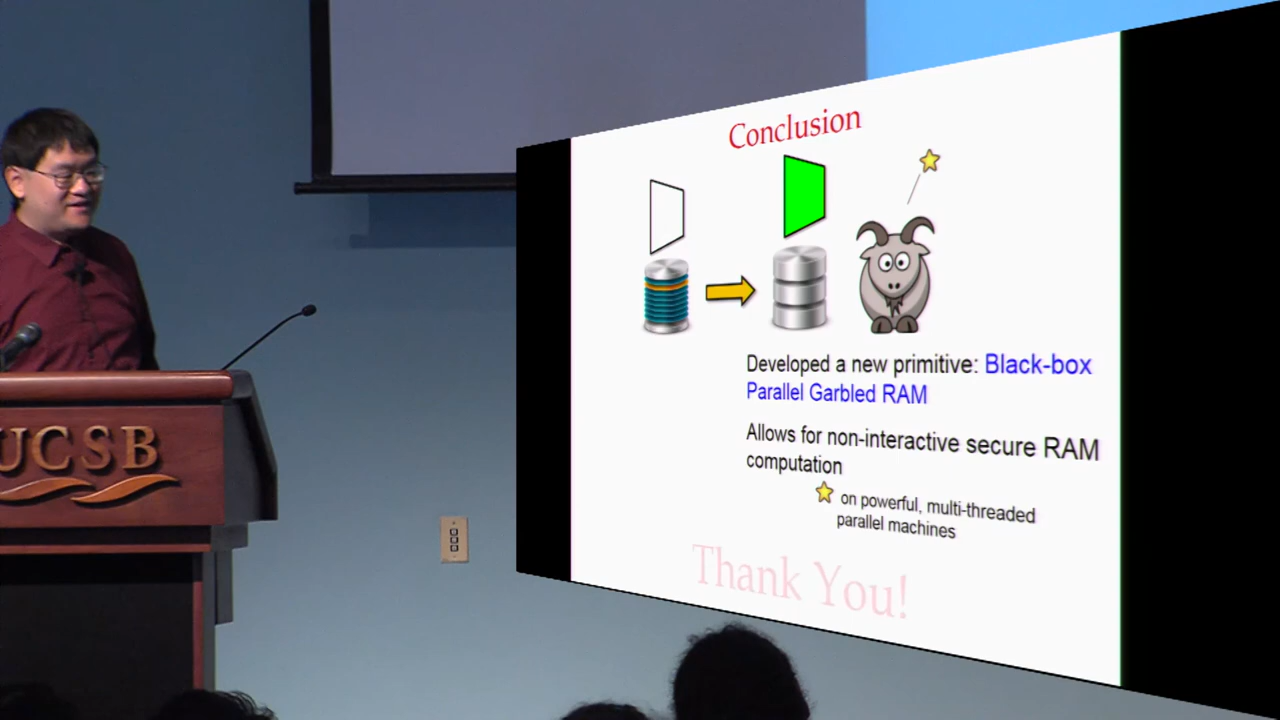 Conclusion
Developed a new primitive: Black-box
Parallel Garbled RAM
Allows for non-interactive secure RAM
computation
on powerful, multi-threaded
parallel machines
Thank You!
UCSB